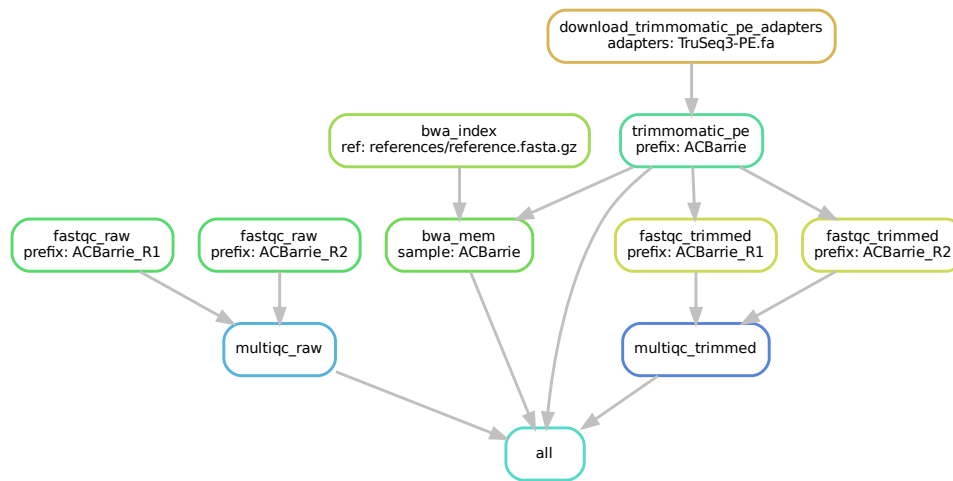 download_trimmomatic_pe_adapters
adapters: TruSeq3-PE.fa
bwa_index
ref: references/reference.fasta.gz
trimmomatic_pe
prefix: ACBarrie
fastqc_raw
prefix: ACBarrie_R1
fastqc_raw
prefix: ACBarrie_R2
bwa_mem
sample: ACBarrie
fastqc_trimmed
prefix: ACBarrie_R1
fastqc_trimmed
prefix: ACBarrie_R2
multiqc_raw
multiqc_trimmed
all